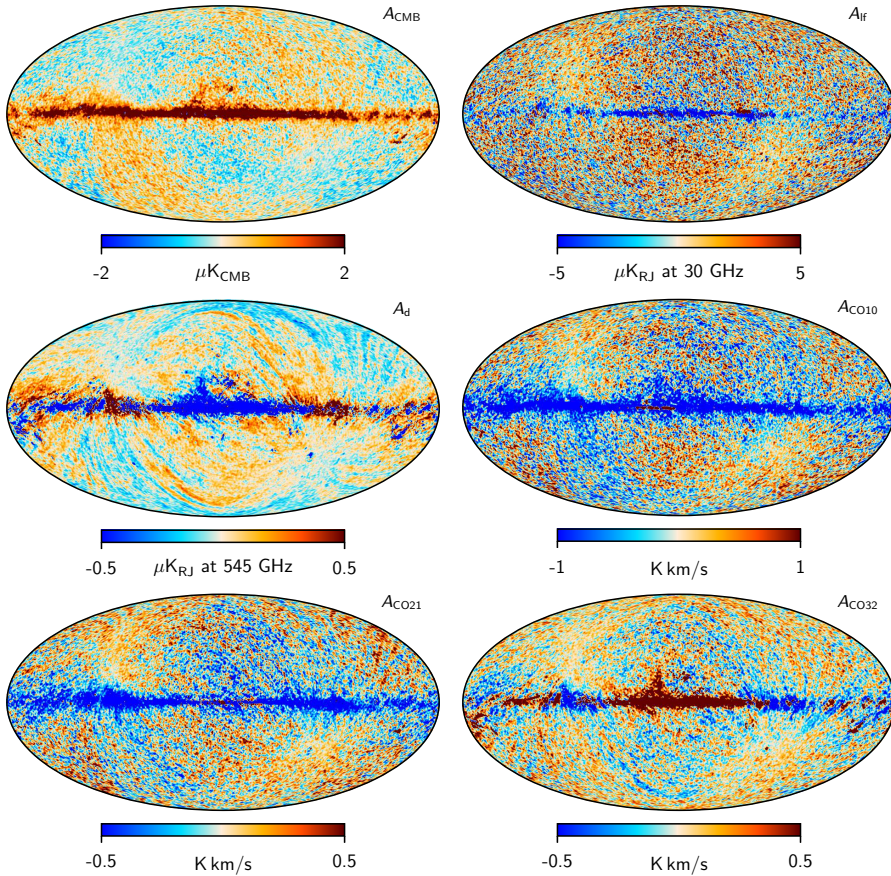 A_CMB A_lf
-2 μK_CMB 2 -5 μK_RJ at 30 GHz 5
A_d A_CO10
-0.5 μK_RJ at 545 GHz 0.5 -1 K km/s 1
A_CO21 A_CO32
-0.5 K km/s 0.5 -0.5 K km/s 0.5